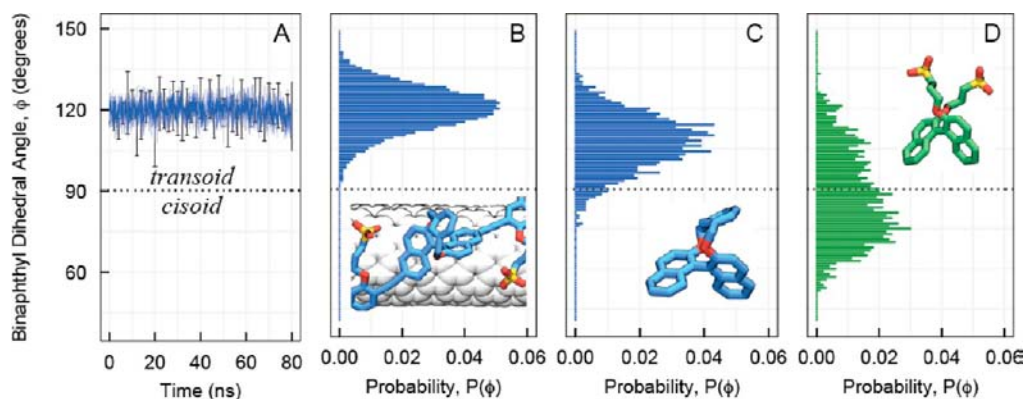 Binaphthyl Dihedral Angle, ϕ (degrees)
150
120
90
60
A
transoid
cisoid
0 20 40 60 80
Time (ns)
B
0.00 0.02 0.04 0.06
Probability, P(ϕ)
C
0.00 0.02 0.04 0.06
Probability, P(ϕ)
D
0.00 0.02 0.04 0.06
Probability, P(ϕ)